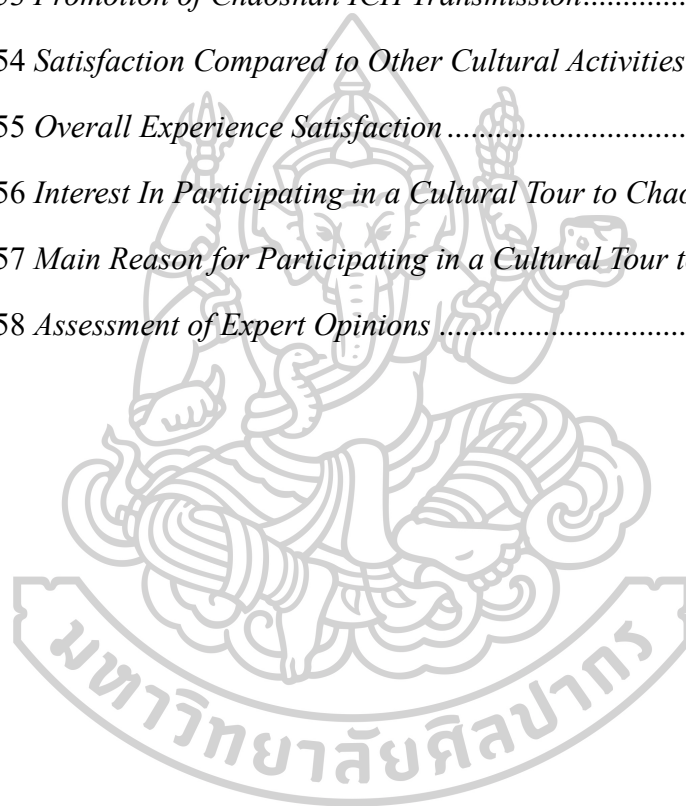 53 Promotion of Chaoshan ICH Transmission.....................
54 Satisfaction Compared to Other Cultural Activities
55 Overall Experience Satisfaction.................................
56 Interest In Participating in a Cultural Tour to Chao
57 Main Reason for Participating in a Cultural Tour t
58 Assessment of Expert Opinions .................................
มหาวิทยาลัยศิลปากร